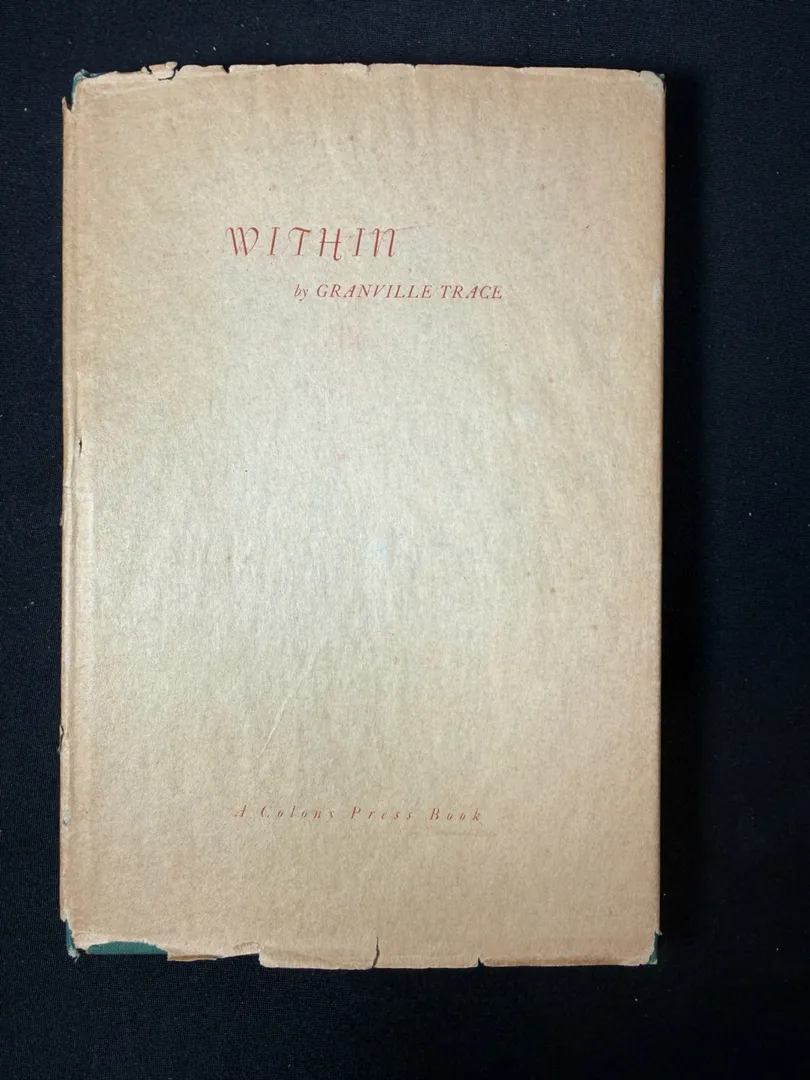 WITHIN
by GRANVILLE TRACE
A Colony Press Book